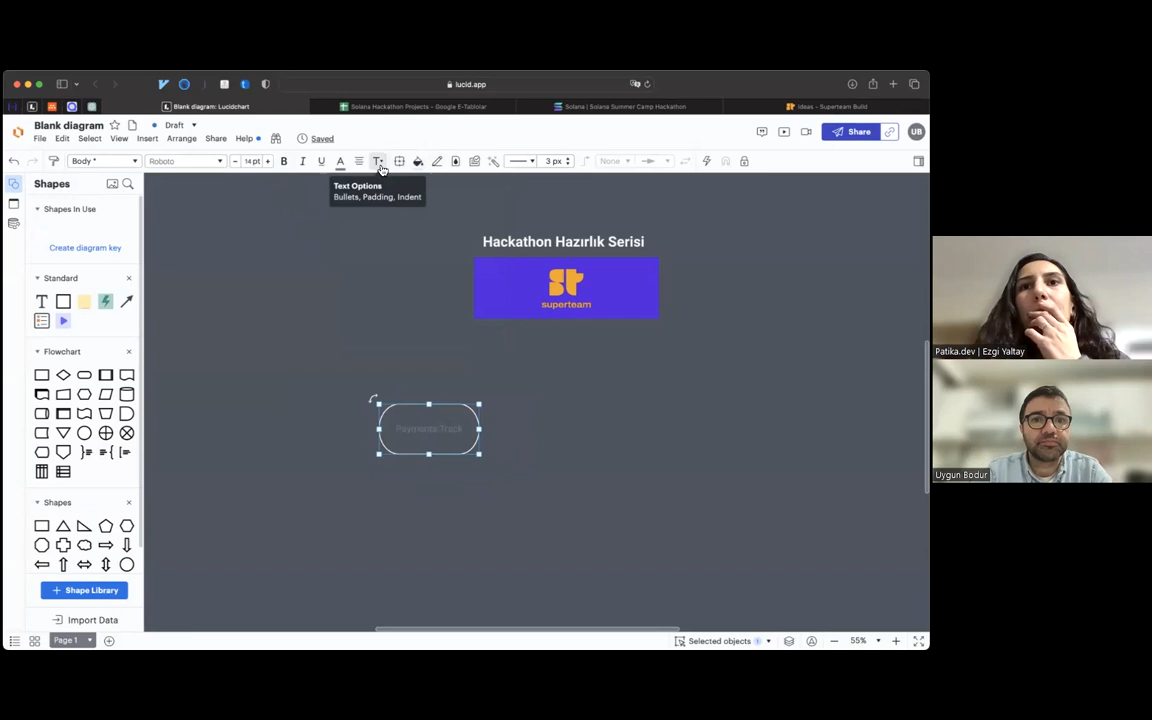 lucid.app
Blank diagram: Lucidchart
Solana Hackathon Projects - Google E-Tablolar
Solana | Solana Summer Camp Hackathon
Ideas - Superteam Build
Blank diagram
Draft
File Edit Select View Insert Arrange Share Help
Saved
Share
UB
Body *
Roboto
14 pt
B I U A T
3 px
None
Shapes
Text Options
Bullets, Padding, Indent
Shapes In Use
Create diagram key
Standard
T
Flowchart
Shapes
Shape Library
Import Data
Hackathon Hazırlık Serisi
st
superteam
Payments Track
Patika.dev | Ezgi Yaltay
Uygun Bodur
Page 1
Selected objects 1
55%